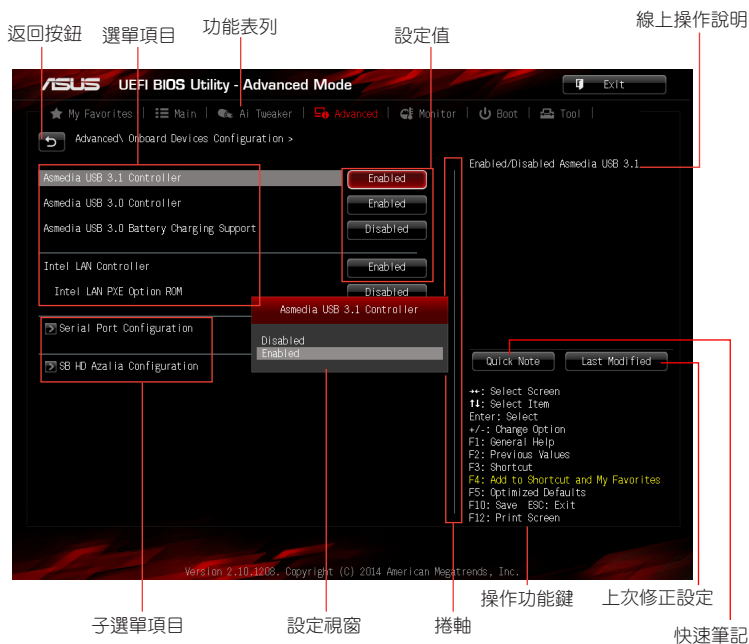 線上操作說明
返回按鈕 選單項目 功能表列 設定值
ASUS UEFI BIOS Utility - Advanced Mode Exit
My Favorites Main Ai Tweaker Advanced Monitor Boot Tool
Advanced\ Onboard Devices Configuration >
Enabled/Disabled Asmedia USB 3.1
Asmedia USB 3.1 Controller Enabled
Asmedia USB 3.0 Controller Enabled
Asmedia USB 3.0 Battery Charging Support Disabled
Intel LAN Controller Enabled
Intel LAN PXE Option ROM Disabled
Asmedia USB 3.1 Controller
Disabled
Enabled
Serial Port Configuration
SB HD Azalia Configuration
Quick Note Last Modified
→←: Select Screen
↑↓: Select Item
Enter: Select
+/-: Change Option
F1: General Help
F2: Previous Values
F3: Shortcut
F4: Add to Shortcut and My Favorites
F5: Optimized Defaults
F10: Save ESC: Exit
F12: Print Screen
Version 2.10.1208. Copyright (C) 2014 American Megatrends, Inc.
操作功能鍵 上次修正設定
子選單項目 設定視窗 捲軸 快速筆記